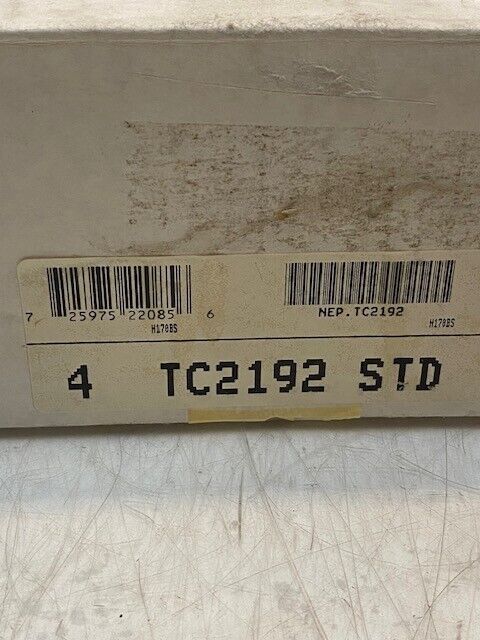 7 25975 22085 6
H170BS
NEP.TC2192
H170BS
4 TC2192 STD